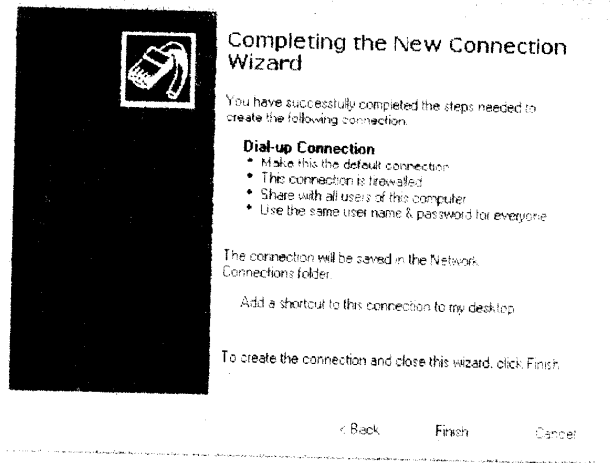 Completing the New Connection
Wizard
You have successfully completed the steps needed to
create the following connection:
Dial-up Connection
• Make this the default connection
• This connection is firewalled
• Share with all users of this computer
• Use the same user name & password for everyone
The connection will be saved in the Network
Connections folder.
Add a shortcut to this connection to my desktop
To create the connection and close this wizard, click Finish.
< Back Finish Cancel